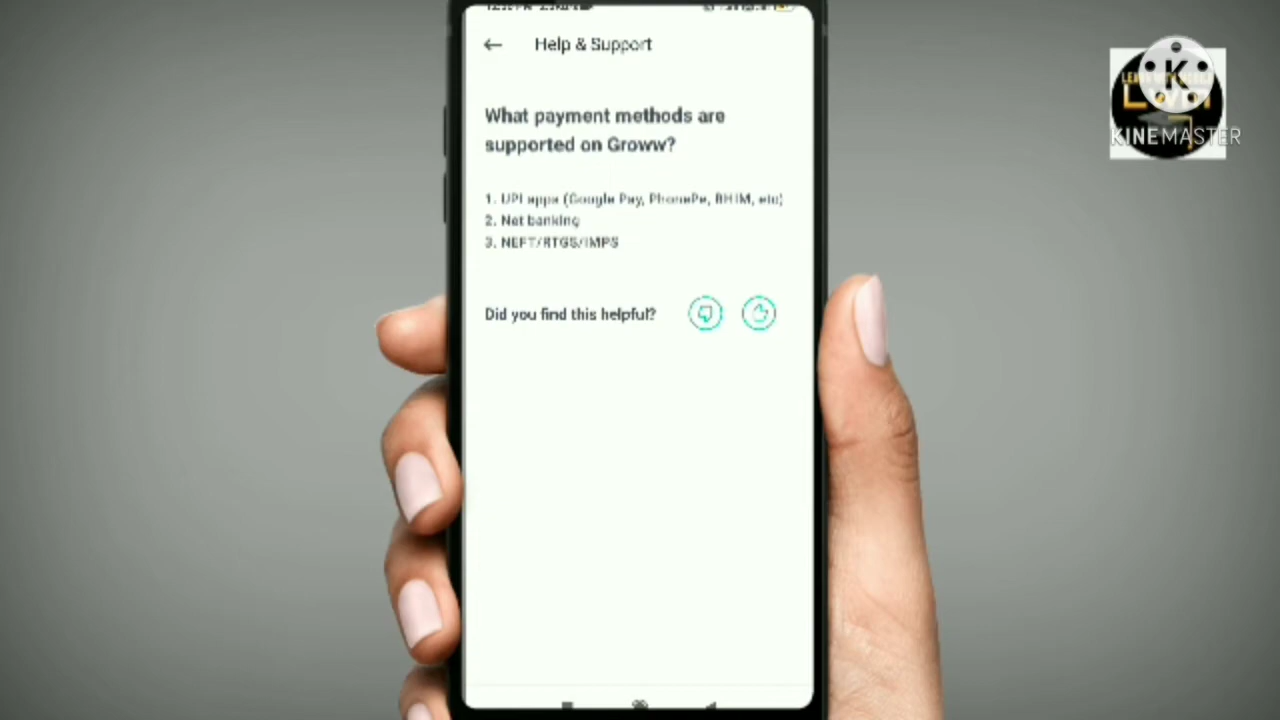 Help & Support
What payment methods are
supported on Groww?
1. UPI apps (Google Pay, PhonePe, BHIM, etc)
2. Net banking
3. NEFT/RTGS/IMPS
Did you find this helpful?
KINEMASTER